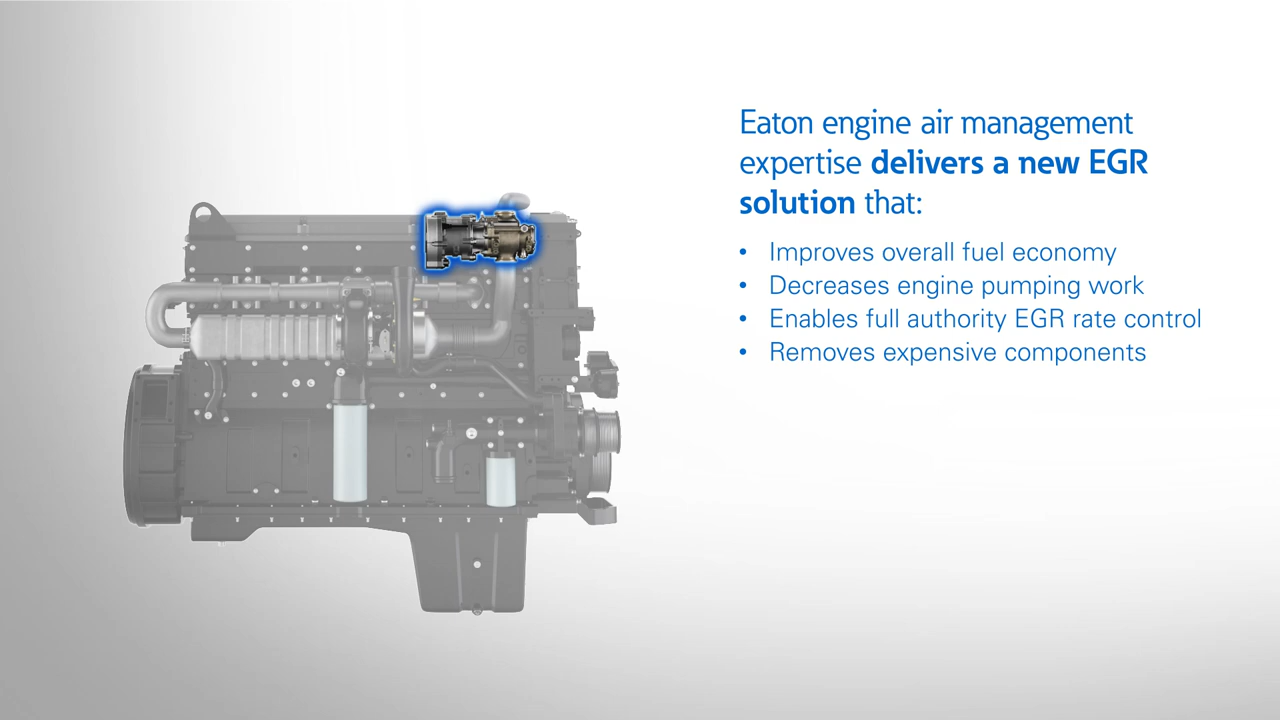 Eaton engine air management
expertise delivers a new EGR
solution that:
• Improves overall fuel economy
• Decreases engine pumping work
• Enables full authority EGR rate control
• Removes expensive components